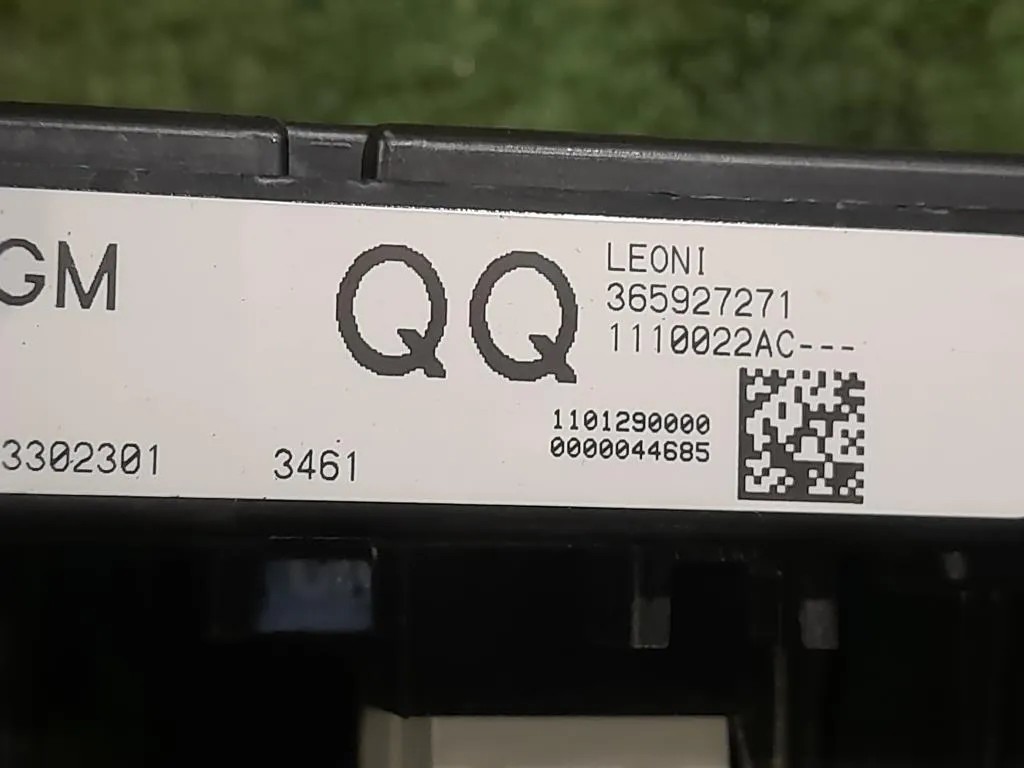 GM
QQ
LEONI
365927271
1110022AC---
1101290000
0000044685
3302301
3461